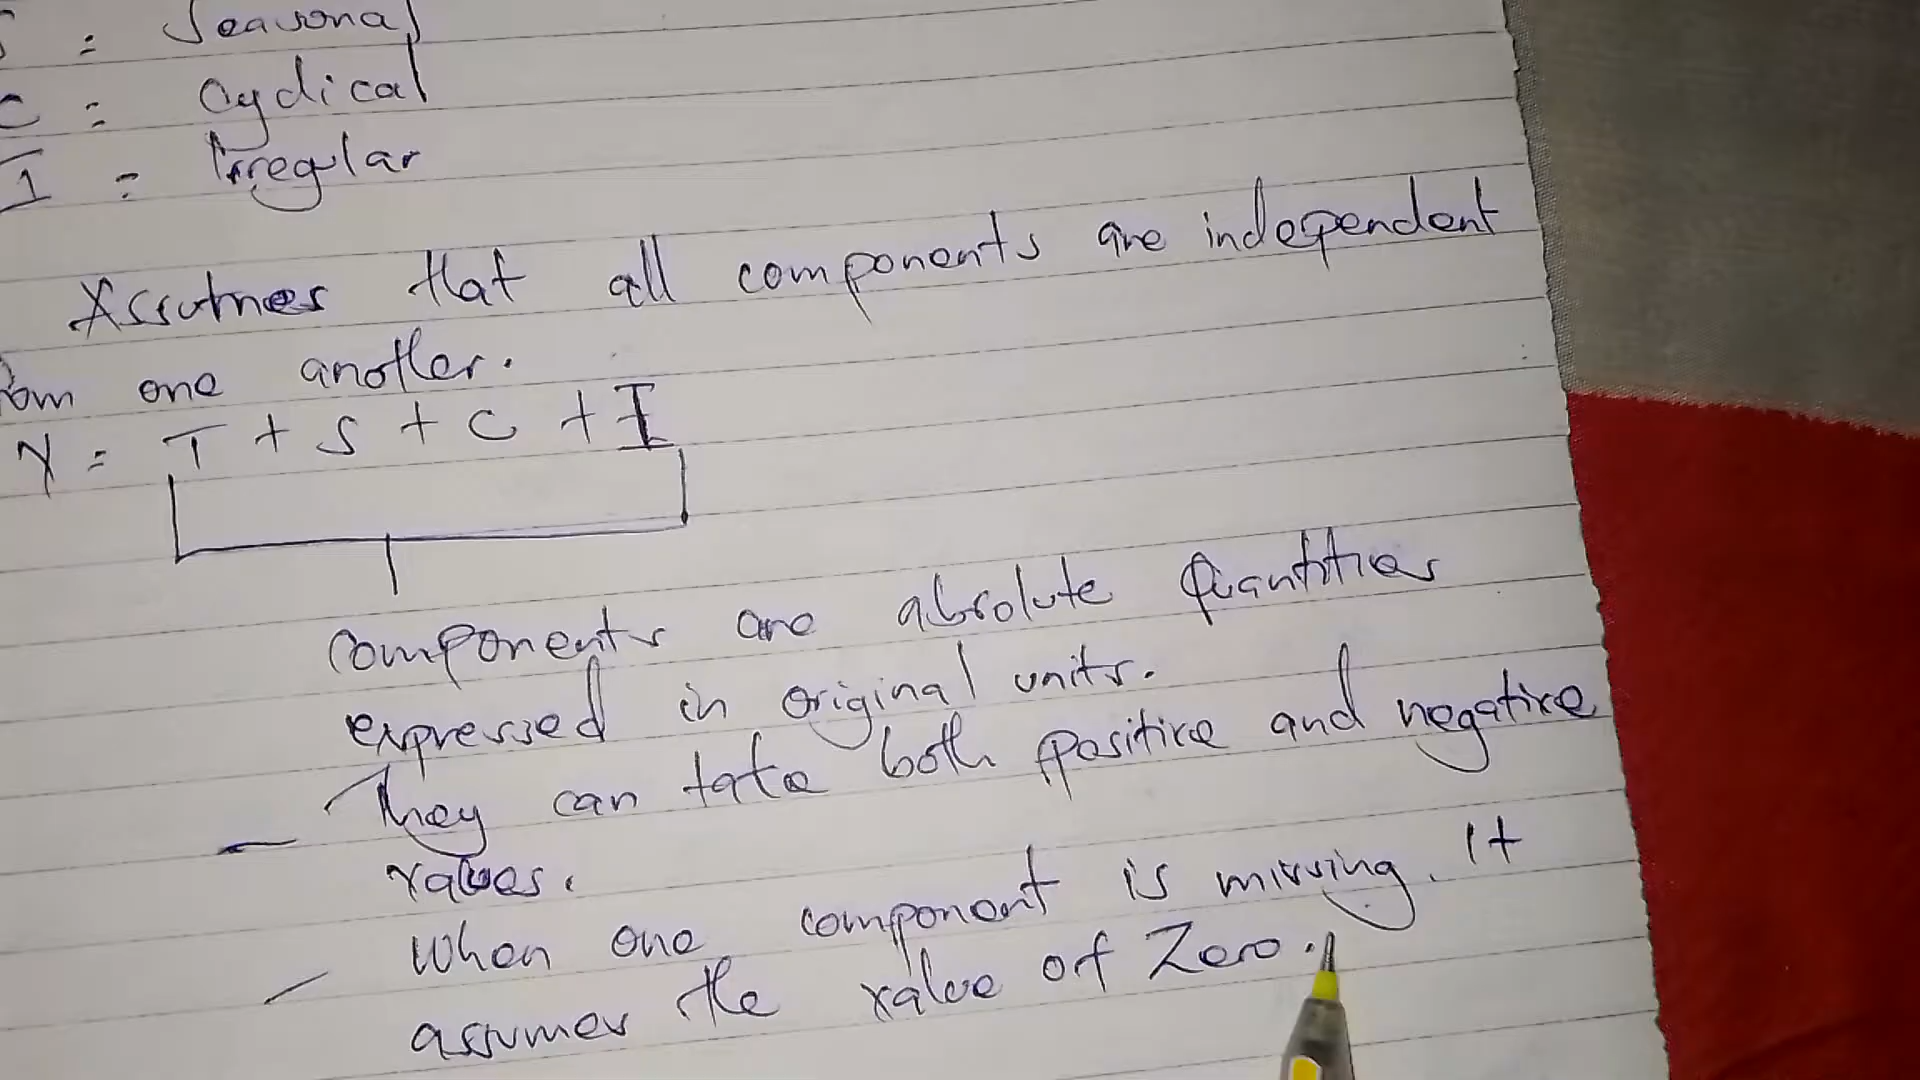 S = Seasonal
C = Cyclical
I = Irregular
Assumes that all components are independent
from one another.
Y = T + S + C + I
Components are absolute Quantities
expressed in original units.
- They can take both positive and negative
values.
- When one component is missing. It
assumes the value of Zero.